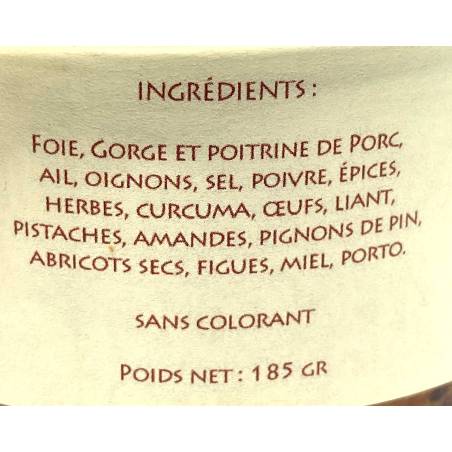 INGRÉDIENTS :
FOIE, GORGE ET POITRINE DE PORC,
AIL, OIGNONS, SEL, POIVRE, ÉPICES,
HERBES, CURCUMA, ŒUFS, LIANT,
PISTACHES, AMANDES, PIGNONS DE PIN,
ABRICOTS SECS, FIGUES, MIEL, PORTO.
SANS COLORANT
POIDS NET : 185 GR